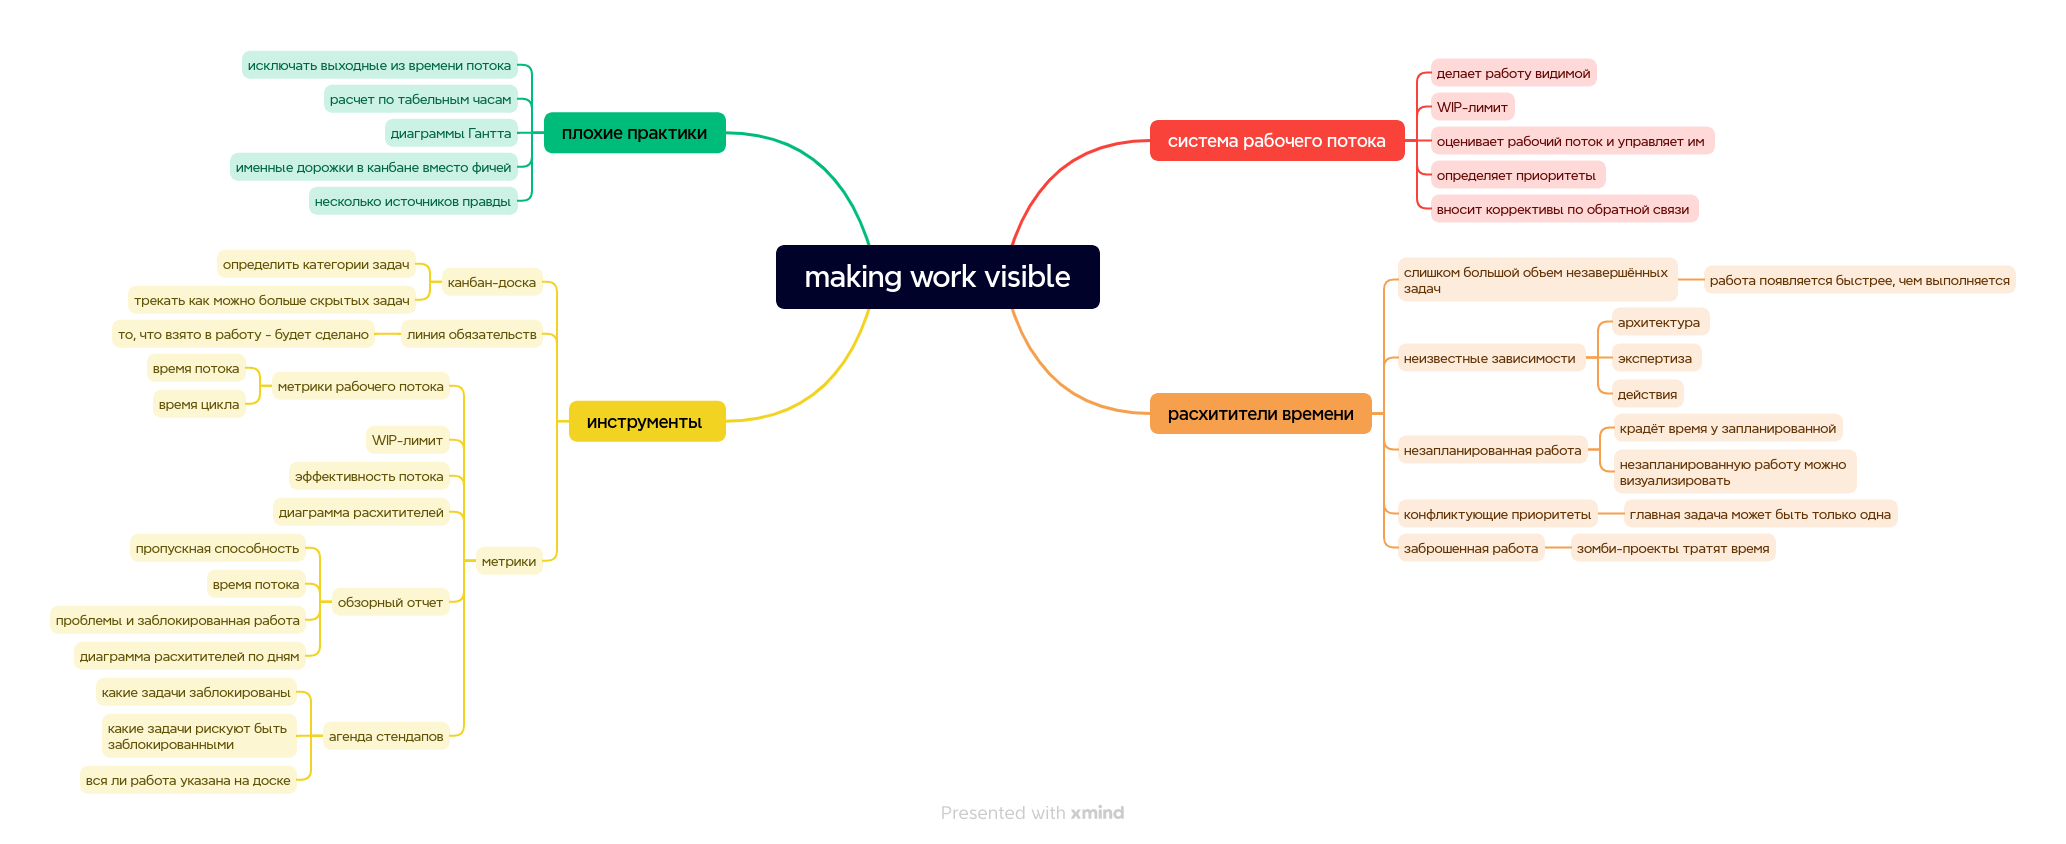 making work visible
система рабочего потока
делает работу видимой
WIP-лимит
оценивает рабочий поток и управляет им
определяет приоритеты
вносит коррективы по обратной связи
расхитители времени
слишком большой объем незавершённых
задач
работа появляется быстрее, чем выполняется
неизвестные зависимости
архитектура
экспертиза
действия
незапланированная работа
крадёт время у запланированной
незапланированную работу можно
визуализировать
конфликтующие приоритеты
главная задача может быть только одна
заброшенная работа
зомби-проекты тратят время
инструменты
канбан-доска
определить категории задач
трекать как можно больше скрытых задач
линия обязательств
то, что взято в работу - будет сделано
метрики
метрики рабочего потока
время потока
время цикла
WIP-лимит
эффективность потока
диаграмма расхитителей
обзорный отчет
пропускная способность
время потока
проблемы и заблокированная работа
диаграмма расхитителей по дням
агенда стендапов
какие задачи заблокированы
какие задачи рискуют быть
заблокированными
вся ли работа указана на доске
плохие практики
исключать выходные из времени потока
расчет по табельным часам
диаграммы Гантта
именные дорожки в канбане вместо фичей
несколько источников правды
Presented with xmind